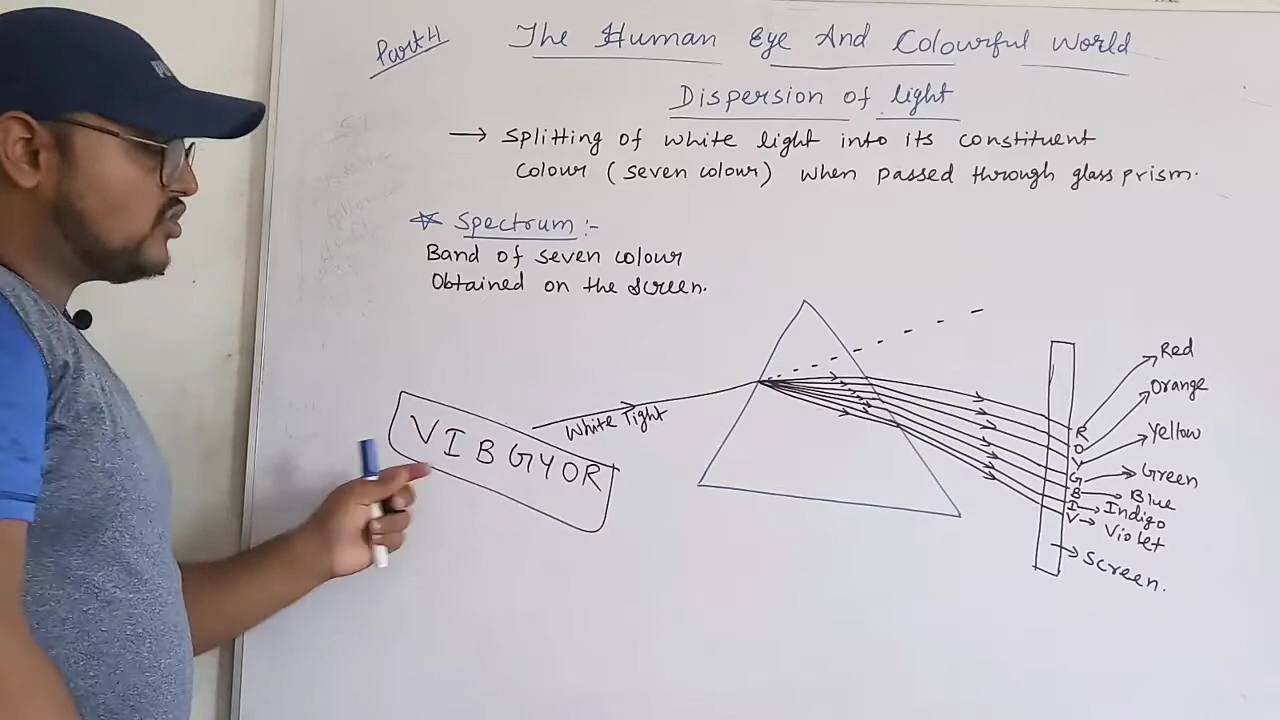 Part 4
The Human Eye And Colourful World
Dispersion of light
→ Splitting of white light into its constituent
Colour (seven colour) when passed through glass prism.
☆ Spectrum :-
Band of seven colour
Obtained on the screen.
White light
VIBGYOR
R → Red
O → Orange
Y → Yellow
G → Green
B → Blue
I → Indigo
V → Violet
→ Screen.